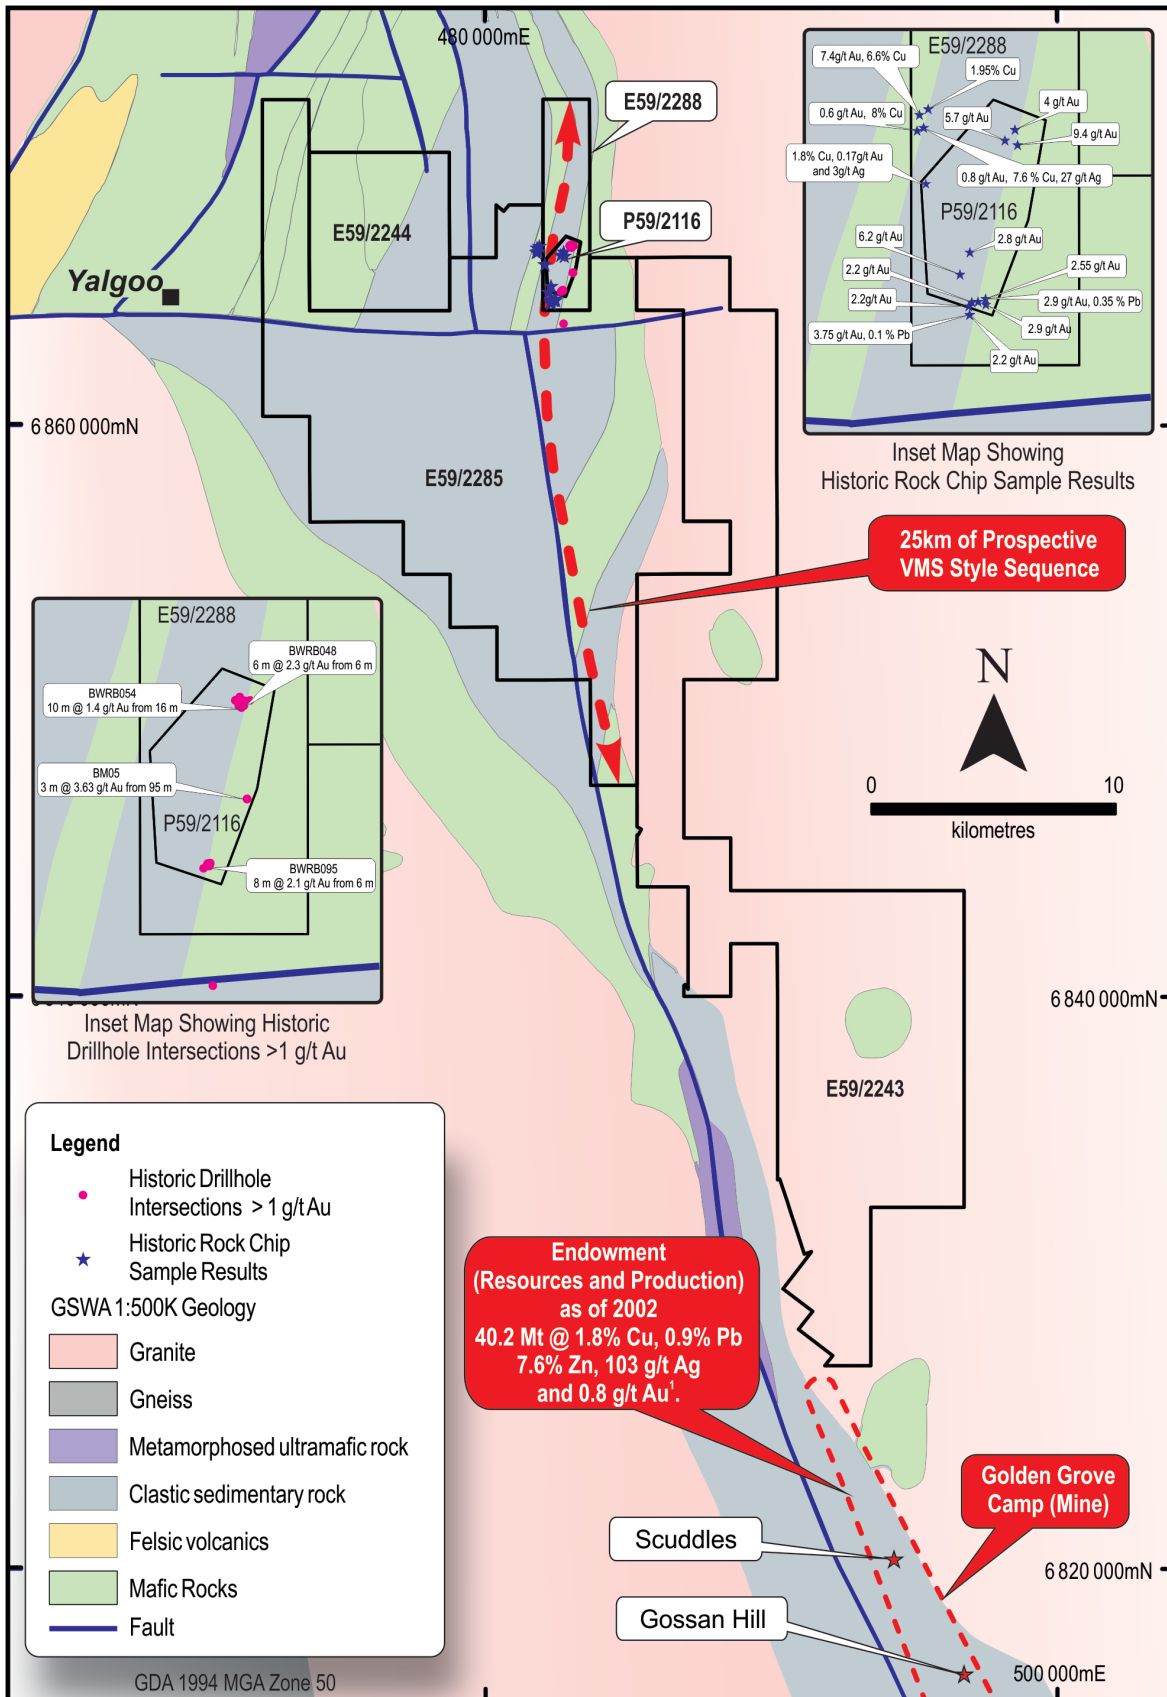 480 000mE
E59/2288
P59/2116
E59/2244
Yalgoo
6 860 000mN
E59/2285
E59/2288
7.4g/t Au, 6.6% Cu
1.95% Cu
0.6 g/t Au, 8% Cu
5.7 g/t Au
4 g/t Au
9.4 g/t Au
1.8% Cu, 0.17g/t Au
and 3g/t Ag
0.8 g/t Au, 7.6 % Cu, 27 g/t Ag
P59/2116
6.2 g/t Au
2.8 g/t Au
2.2 g/t Au
2.55 g/t Au
2.2g/t Au
2.9 g/t Au, 0.35 % Pb
3.75 g/t Au, 0.1 % Pb
2.9 g/t Au
2.2 g/t Au
Inset Map Showing
Historic Rock Chip Sample Results
25km of Prospective
VMS Style Sequence
E59/2288
BWRB048
6 m @ 2.3 g/t Au from 6 m
BWRB054
10 m @ 1.4 g/t Au from 16 m
BM05
3 m @ 3.63 g/t Au from 95 m
P59/2116
BWRB095
8 m @ 2.1 g/t Au from 6 m
Inset Map Showing Historic
Drillhole Intersections >1 g/t Au
N
0 10
kilometres
6 840 000mN
E59/2243
Legend
Historic Drillhole
Intersections > 1 g/t Au
Historic Rock Chip
Sample Results
GSWA 1:500K Geology
Granite
Gneiss
Metamorphosed ultramafic rock
Clastic sedimentary rock
Felsic volcanics
Mafic Rocks
Fault
Endowment
(Resources and Production)
as of 2002
40.2 Mt @ 1.8% Cu, 0.9% Pb
7.6% Zn, 103 g/t Ag
and 0.8 g/t Au¹.
Golden Grove
Camp (Mine)
Scuddles
6 820 000mN
Gossan Hill
500 000mE
GDA 1994 MGA Zone 50